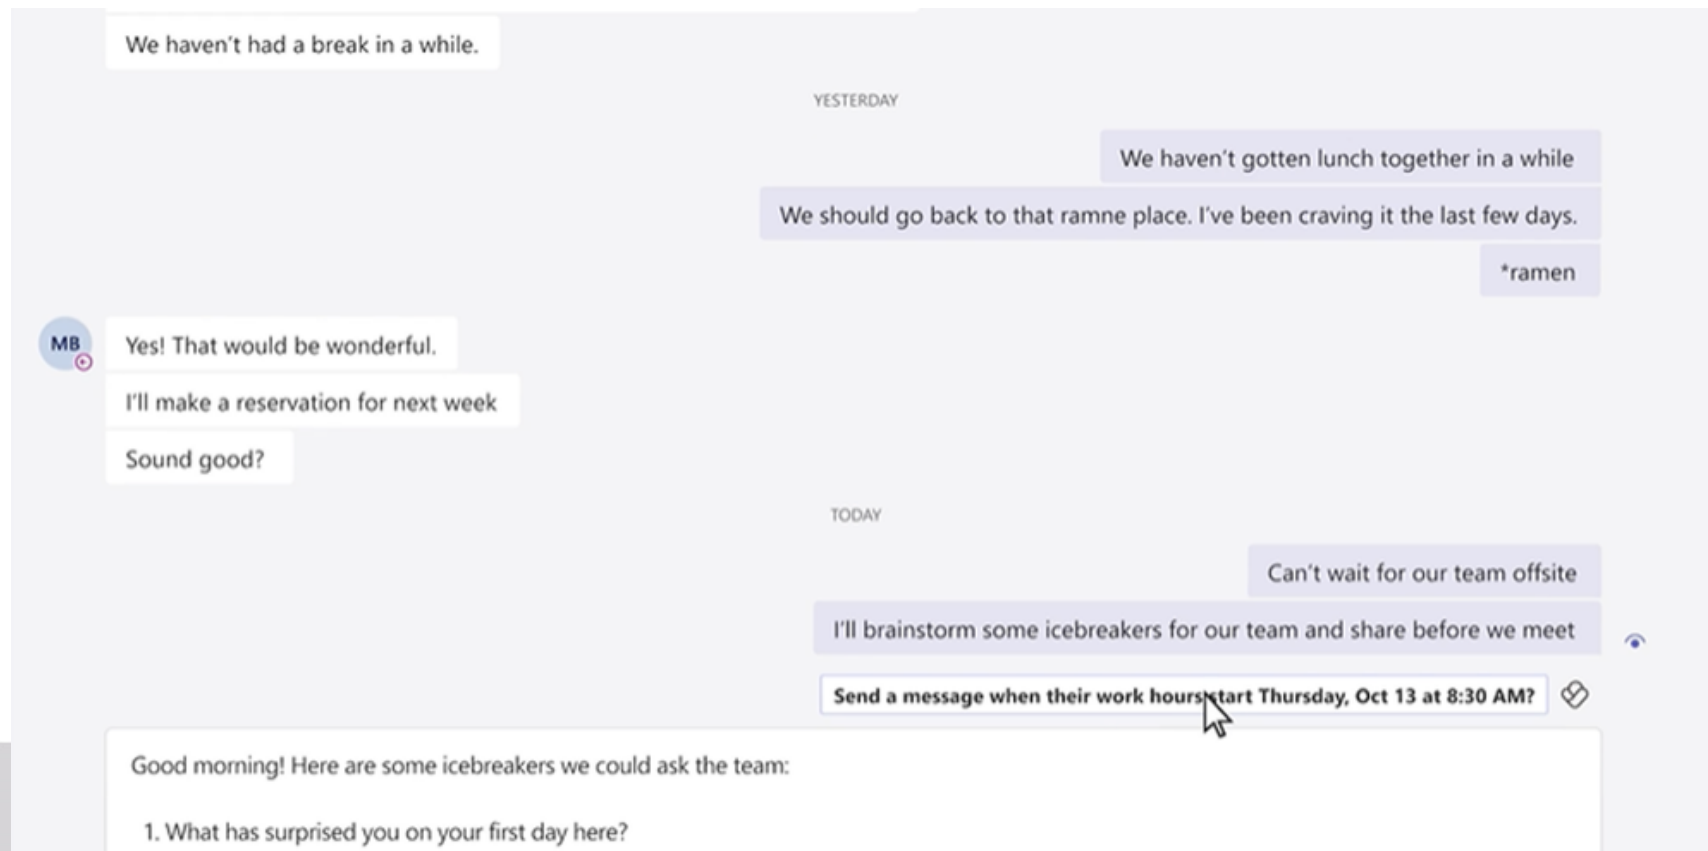 We haven't had a break in a while.
YESTERDAY
We haven't gotten lunch together in a while
We should go back to that ramne place. I've been craving it the last few days.
*ramen
MB
Yes! That would be wonderful.
I'll make a reservation for next week
Sound good?
TODAY
Can't wait for our team offsite
I'll brainstorm some icebreakers for our team and share before we meet
Send a message when their work hours start Thursday, Oct 13 at 8:30 AM?
Good morning! Here are some icebreakers we could ask the team:
1. What has surprised you on your first day here?